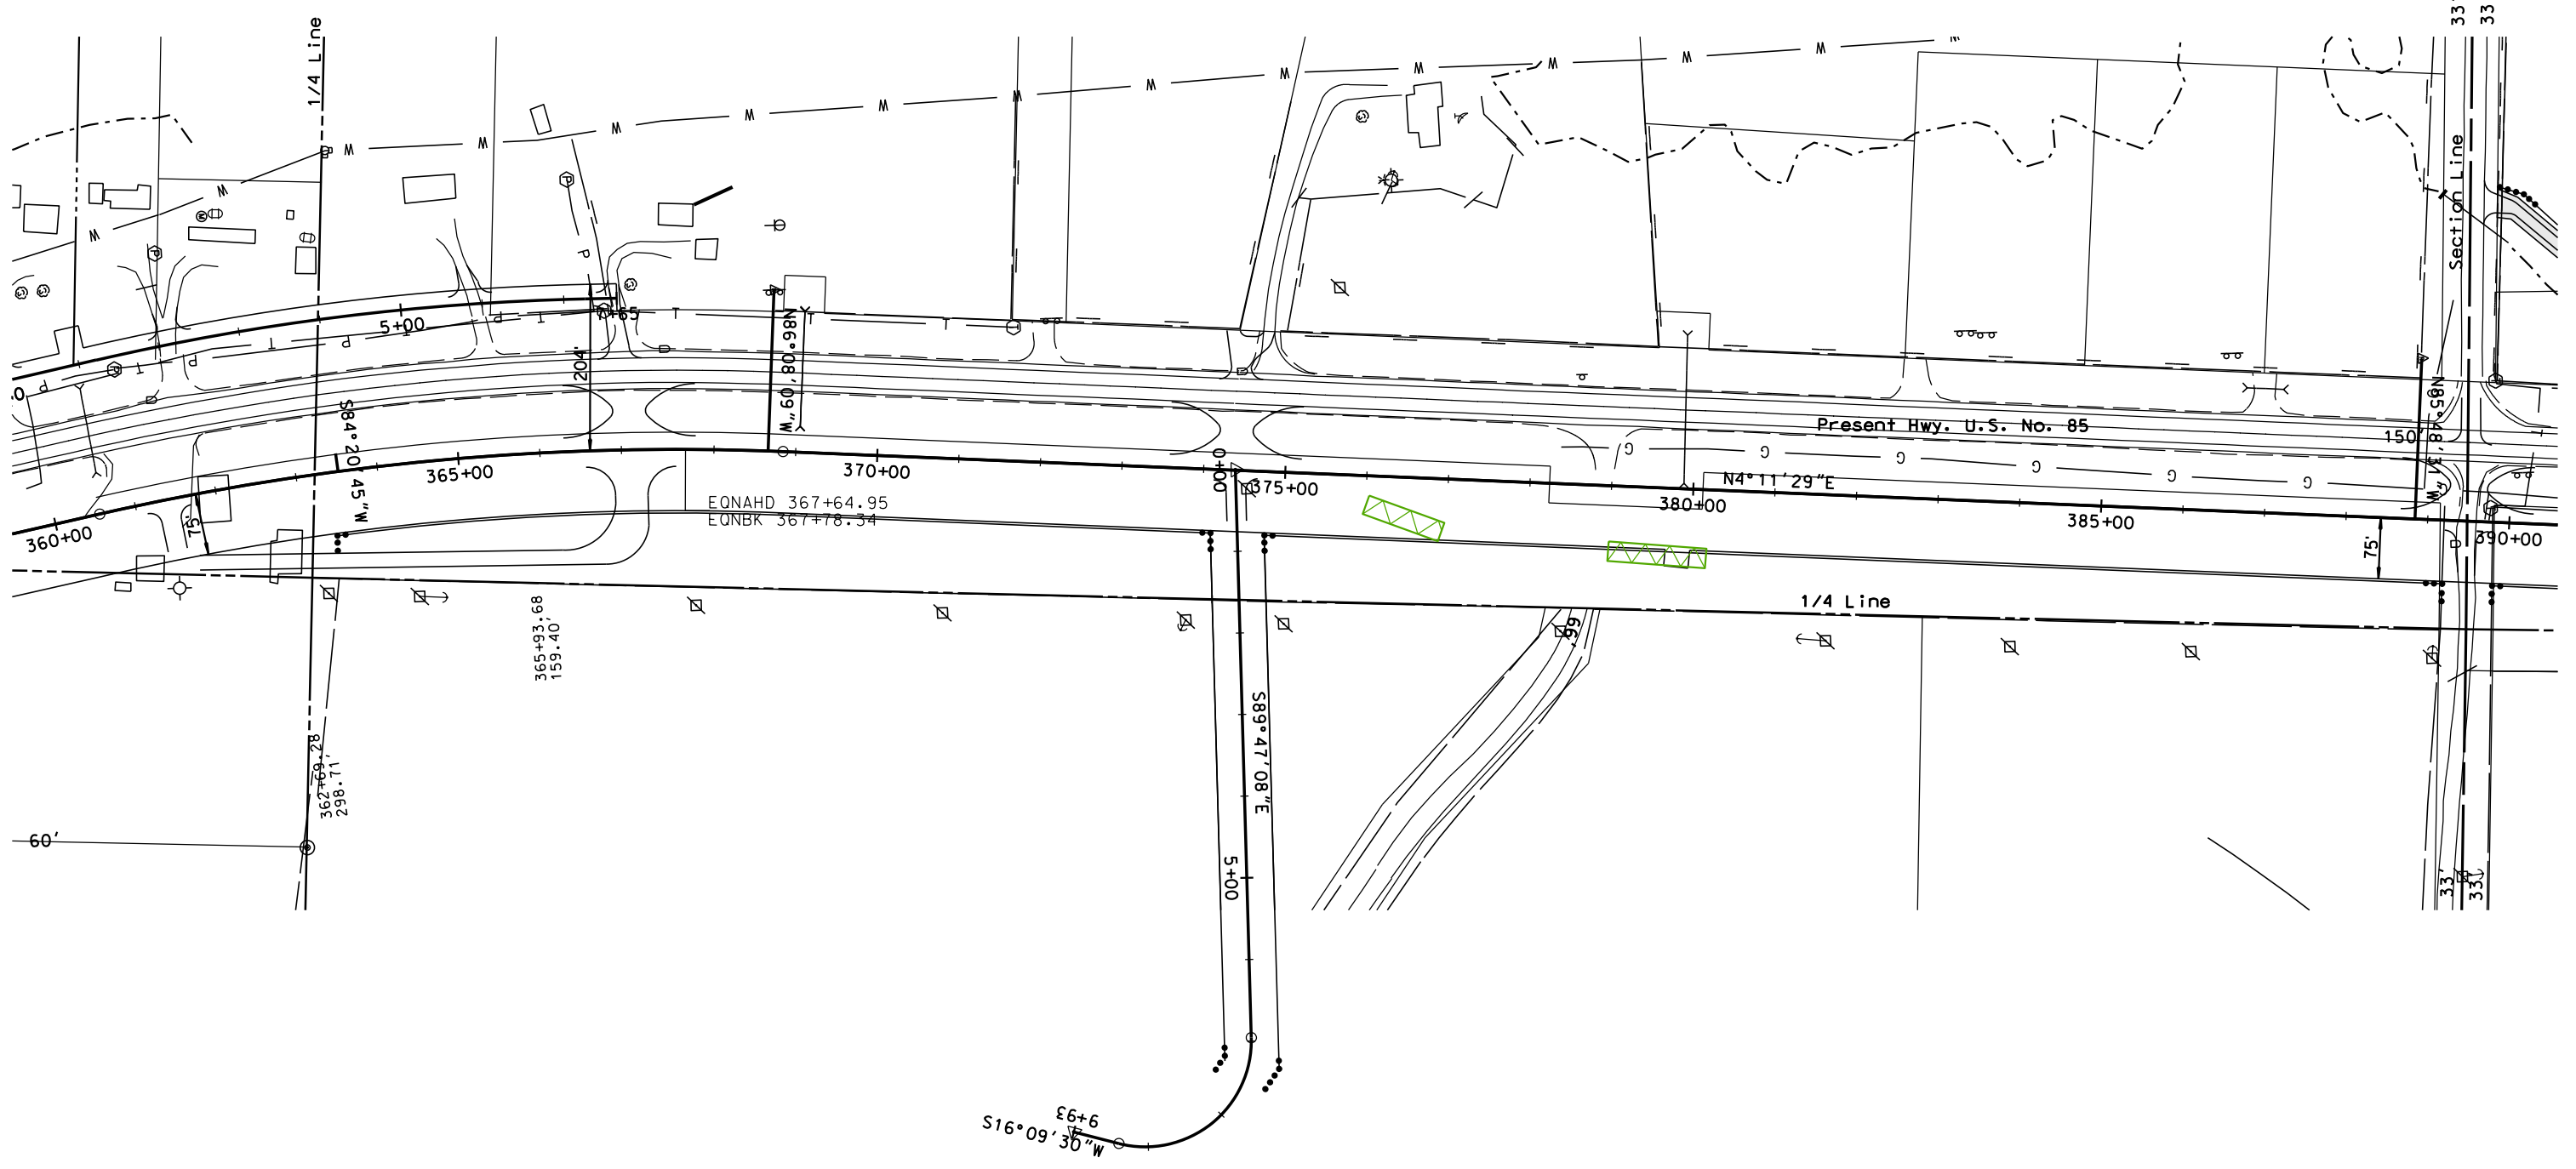 33'
33'
1/4 Line
W W W W W W W W W W W W W W W W
Section Line
5+00
7+65
204'
N86°08'09"W
S84°20'45"W
Present Hwy. U.S. No. 85
150'
N85°48'31"W
G G G G G G
365+00
370+00
0+00
375+00
N4°11'29"E
380+00
385+00
390+00
EQNAHD 367+64.95
EQNBK 367+78.34
360+00
75'
75'
1/4 Line
66'
365+93.68
159.40'
S89°47'08"E
362+69.28
298.71'
60'
5+00
33'
33'
9+93
S16°09'30"W